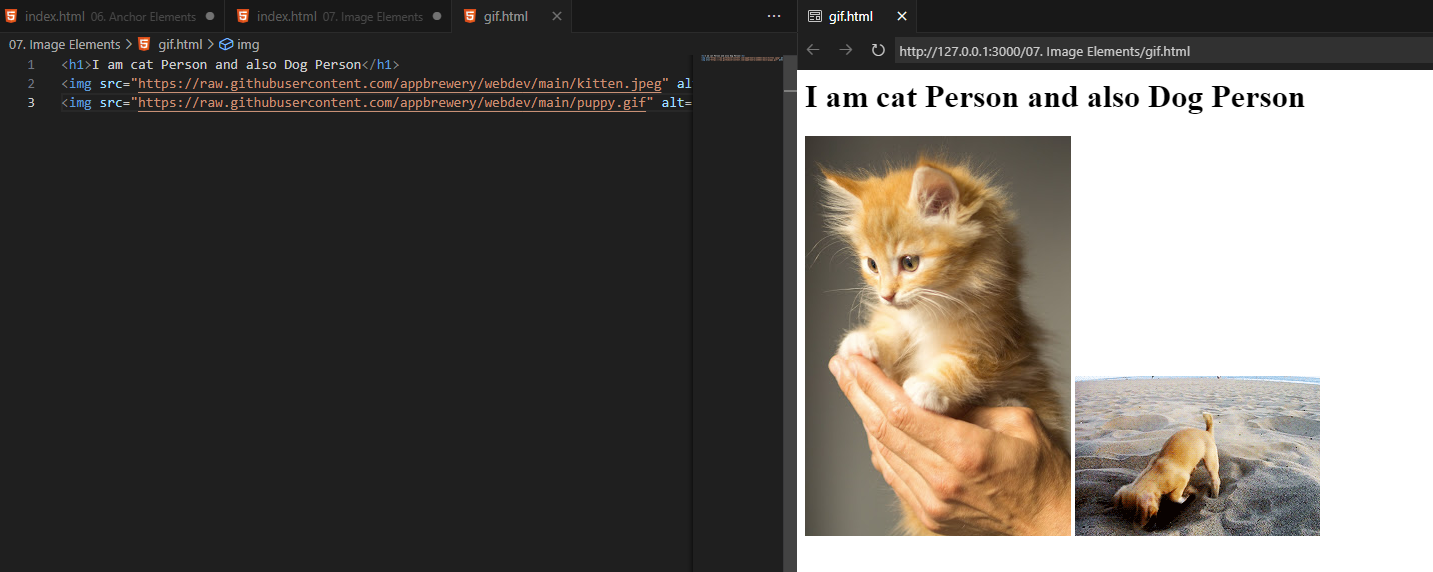 index.html 06. Anchor Elements
index.html 07. Image Elements
gif.html
07. Image Elements > gif.html > img
1 <h1>I am cat Person and also Dog Person</h1>
2 <img src="https://raw.githubusercontent.com/appbrewery/webdev/main/kitten.jpeg" al
3 <img src="https://raw.githubusercontent.com/appbrewery/webdev/main/puppy.gif" alt=
gif.html
http://127.0.0.1:3000/07. Image Elements/gif.html
I am cat Person and also Dog Person